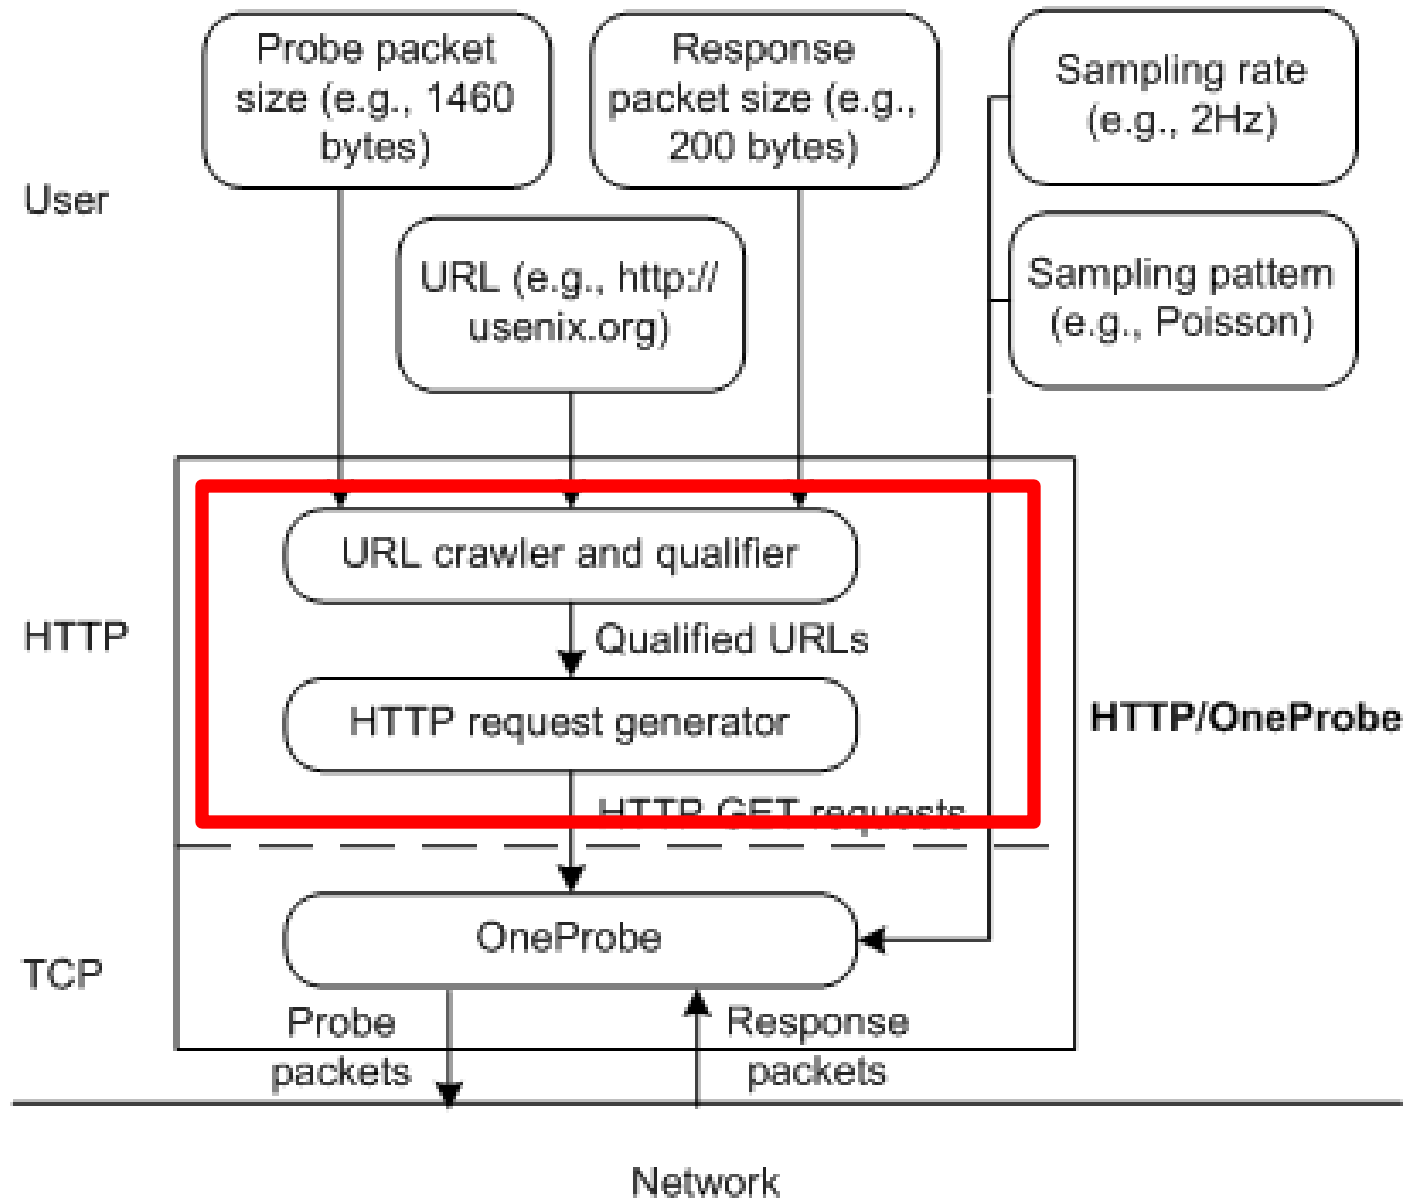 Probe packet
size (e.g., 1460
bytes)
Response
packet size (e.g.,
200 bytes)
Sampling rate
(e.g., 2Hz)
User
URL (e.g., http://
usenix.org)
Sampling pattern
(e.g., Poisson)
URL crawler and qualifier
HTTP
Qualified URLs
HTTP request generator
HTTP/OneProbe
HTTP GET requests
OneProbe
TCP
Probe
packets
Response
packets
Network